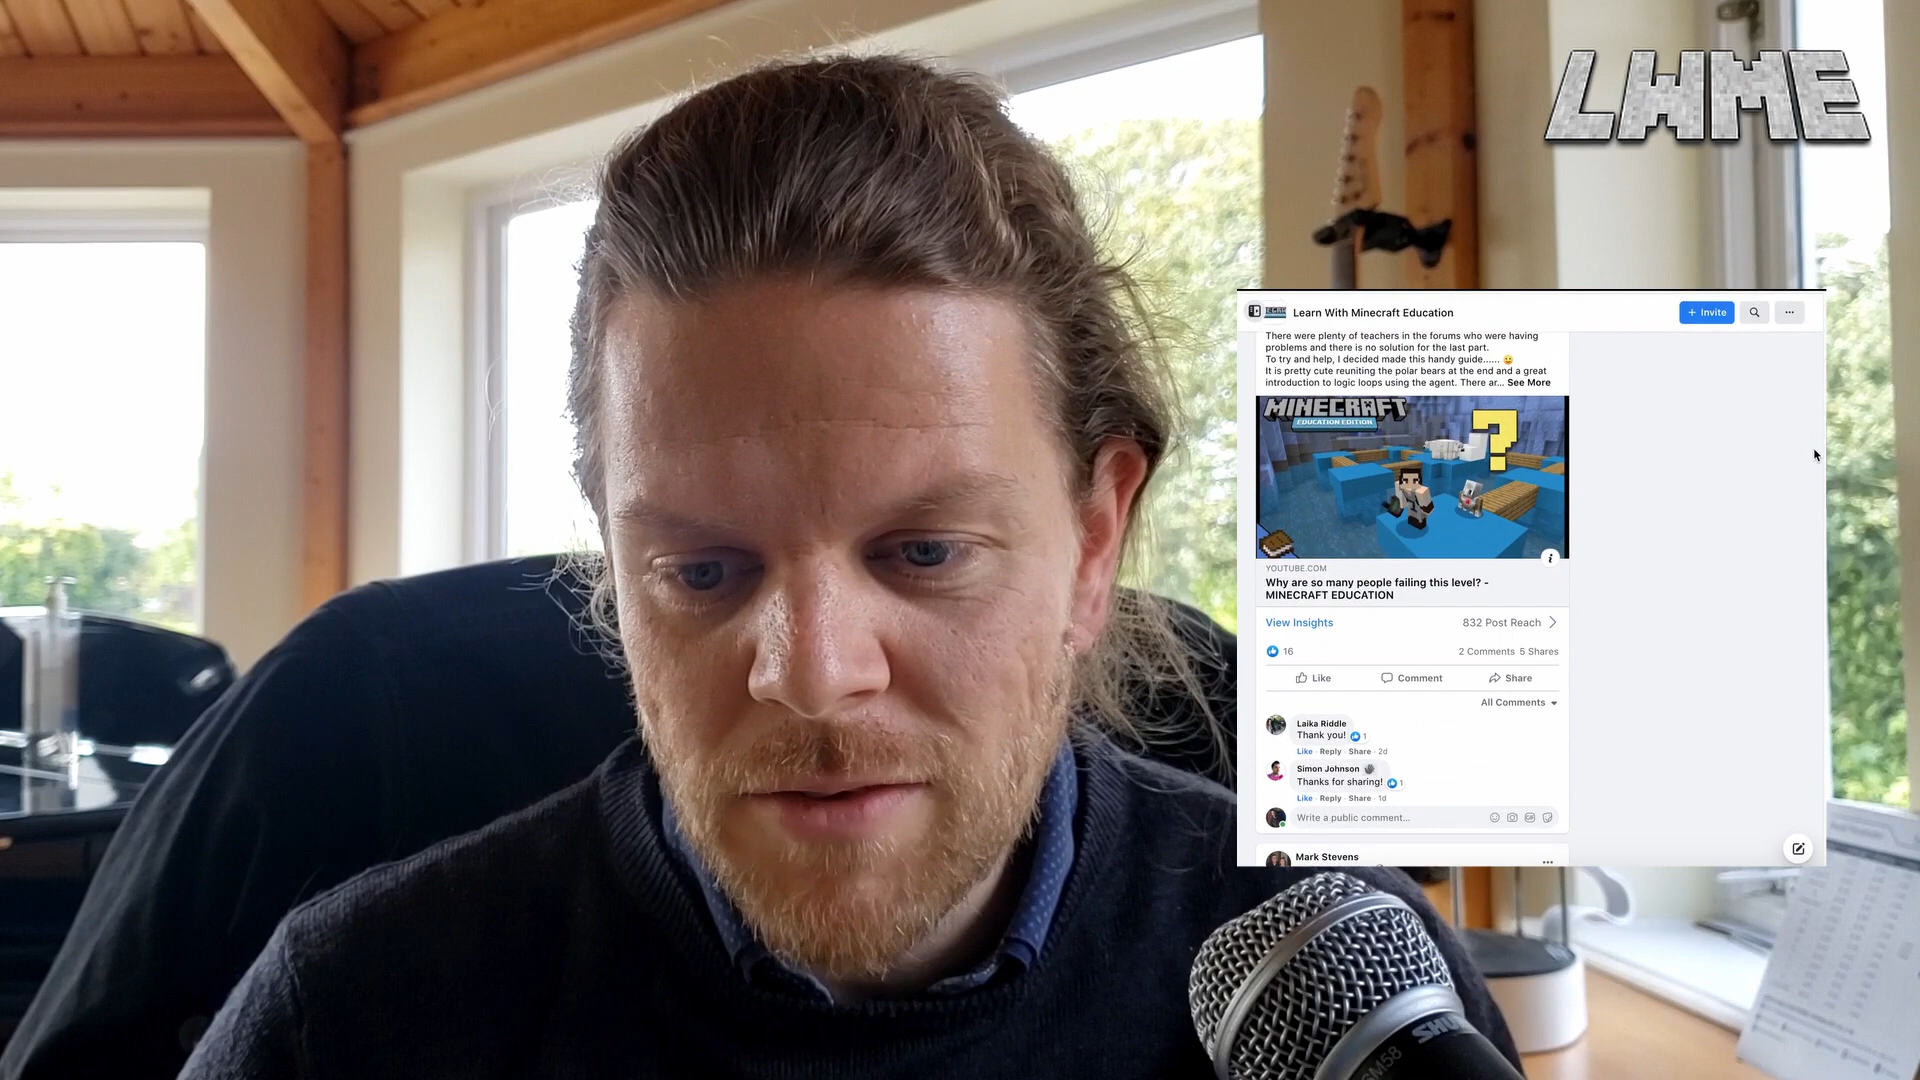 LWME
Learn With Minecraft Education
+ Invite
There were plenty of teachers in the forums who were having
problems and there is no solution for the last part.
To try and help, I decided made this handy guide...... 😛
It is pretty cute reuniting the polar bears at the end and a great
introduction to logic loops using the agent. There ar... See More
MINECRAFT
EDUCATION EDITION
?
YOUTUBE.COM
Why are so many people failing this level? -
MINECRAFT EDUCATION
View Insights 832 Post Reach
16 2 Comments 5 Shares
Like Comment Share
All Comments
Laika Riddle
Thank you! 1
Like · Reply · Share · 2d
Simon Johnson
Thanks for sharing! 1
Like · Reply · Share · 1d
Write a public comment...
Mark Stevens
SM58